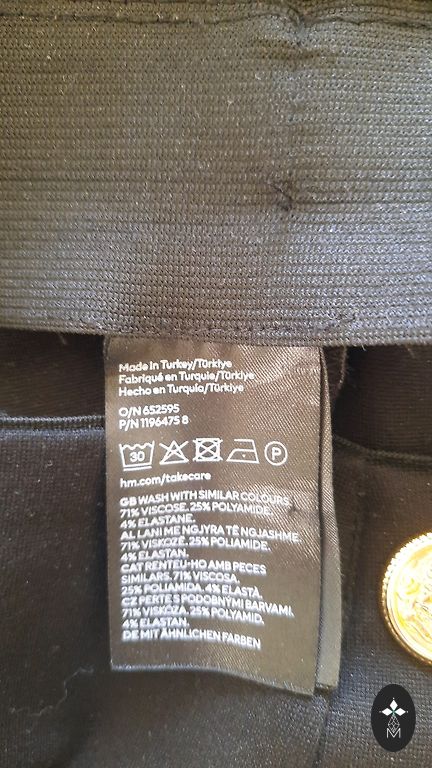 Made in Turkey/Türkiye
Fabriqué en Turquie/Türkiye
Hecho en Turquía/Türkiye
O/N 652595
P/N 1196475 8
30
P
hm.com/takecare
GB WASH WITH SIMILAR COLOURS.
71% VISCOSE. 25% POLYAMIDE.
4% ELASTANE.
AL LANI ME NGJYRA TË NGJASHME.
71% VISKOZË. 25% POLIAMIDE.
4% ELASTAN.
CAT RENTEU-HO AMB PECES
SIMILARS. 71% VISCOSA.
25% POLIAMIDA. 4% ELASTÀ.
CZ PERTE S PODOBNÝMI BARVAMI.
71% VISKÓZA. 25% POLYAMID.
4% ELASTAN.
DE MIT ÄHNLICHEN FARBEN
M